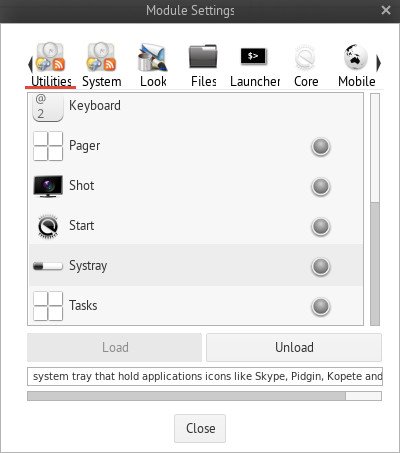 Module Settings
Utilities System Look Files Launcher Core Mobile
@
2
Keyboard
Pager
Shot
Start
Systray
Tasks
Load Unload
system tray that hold applications icons like Skype, Pidgin, Kopete and
Close